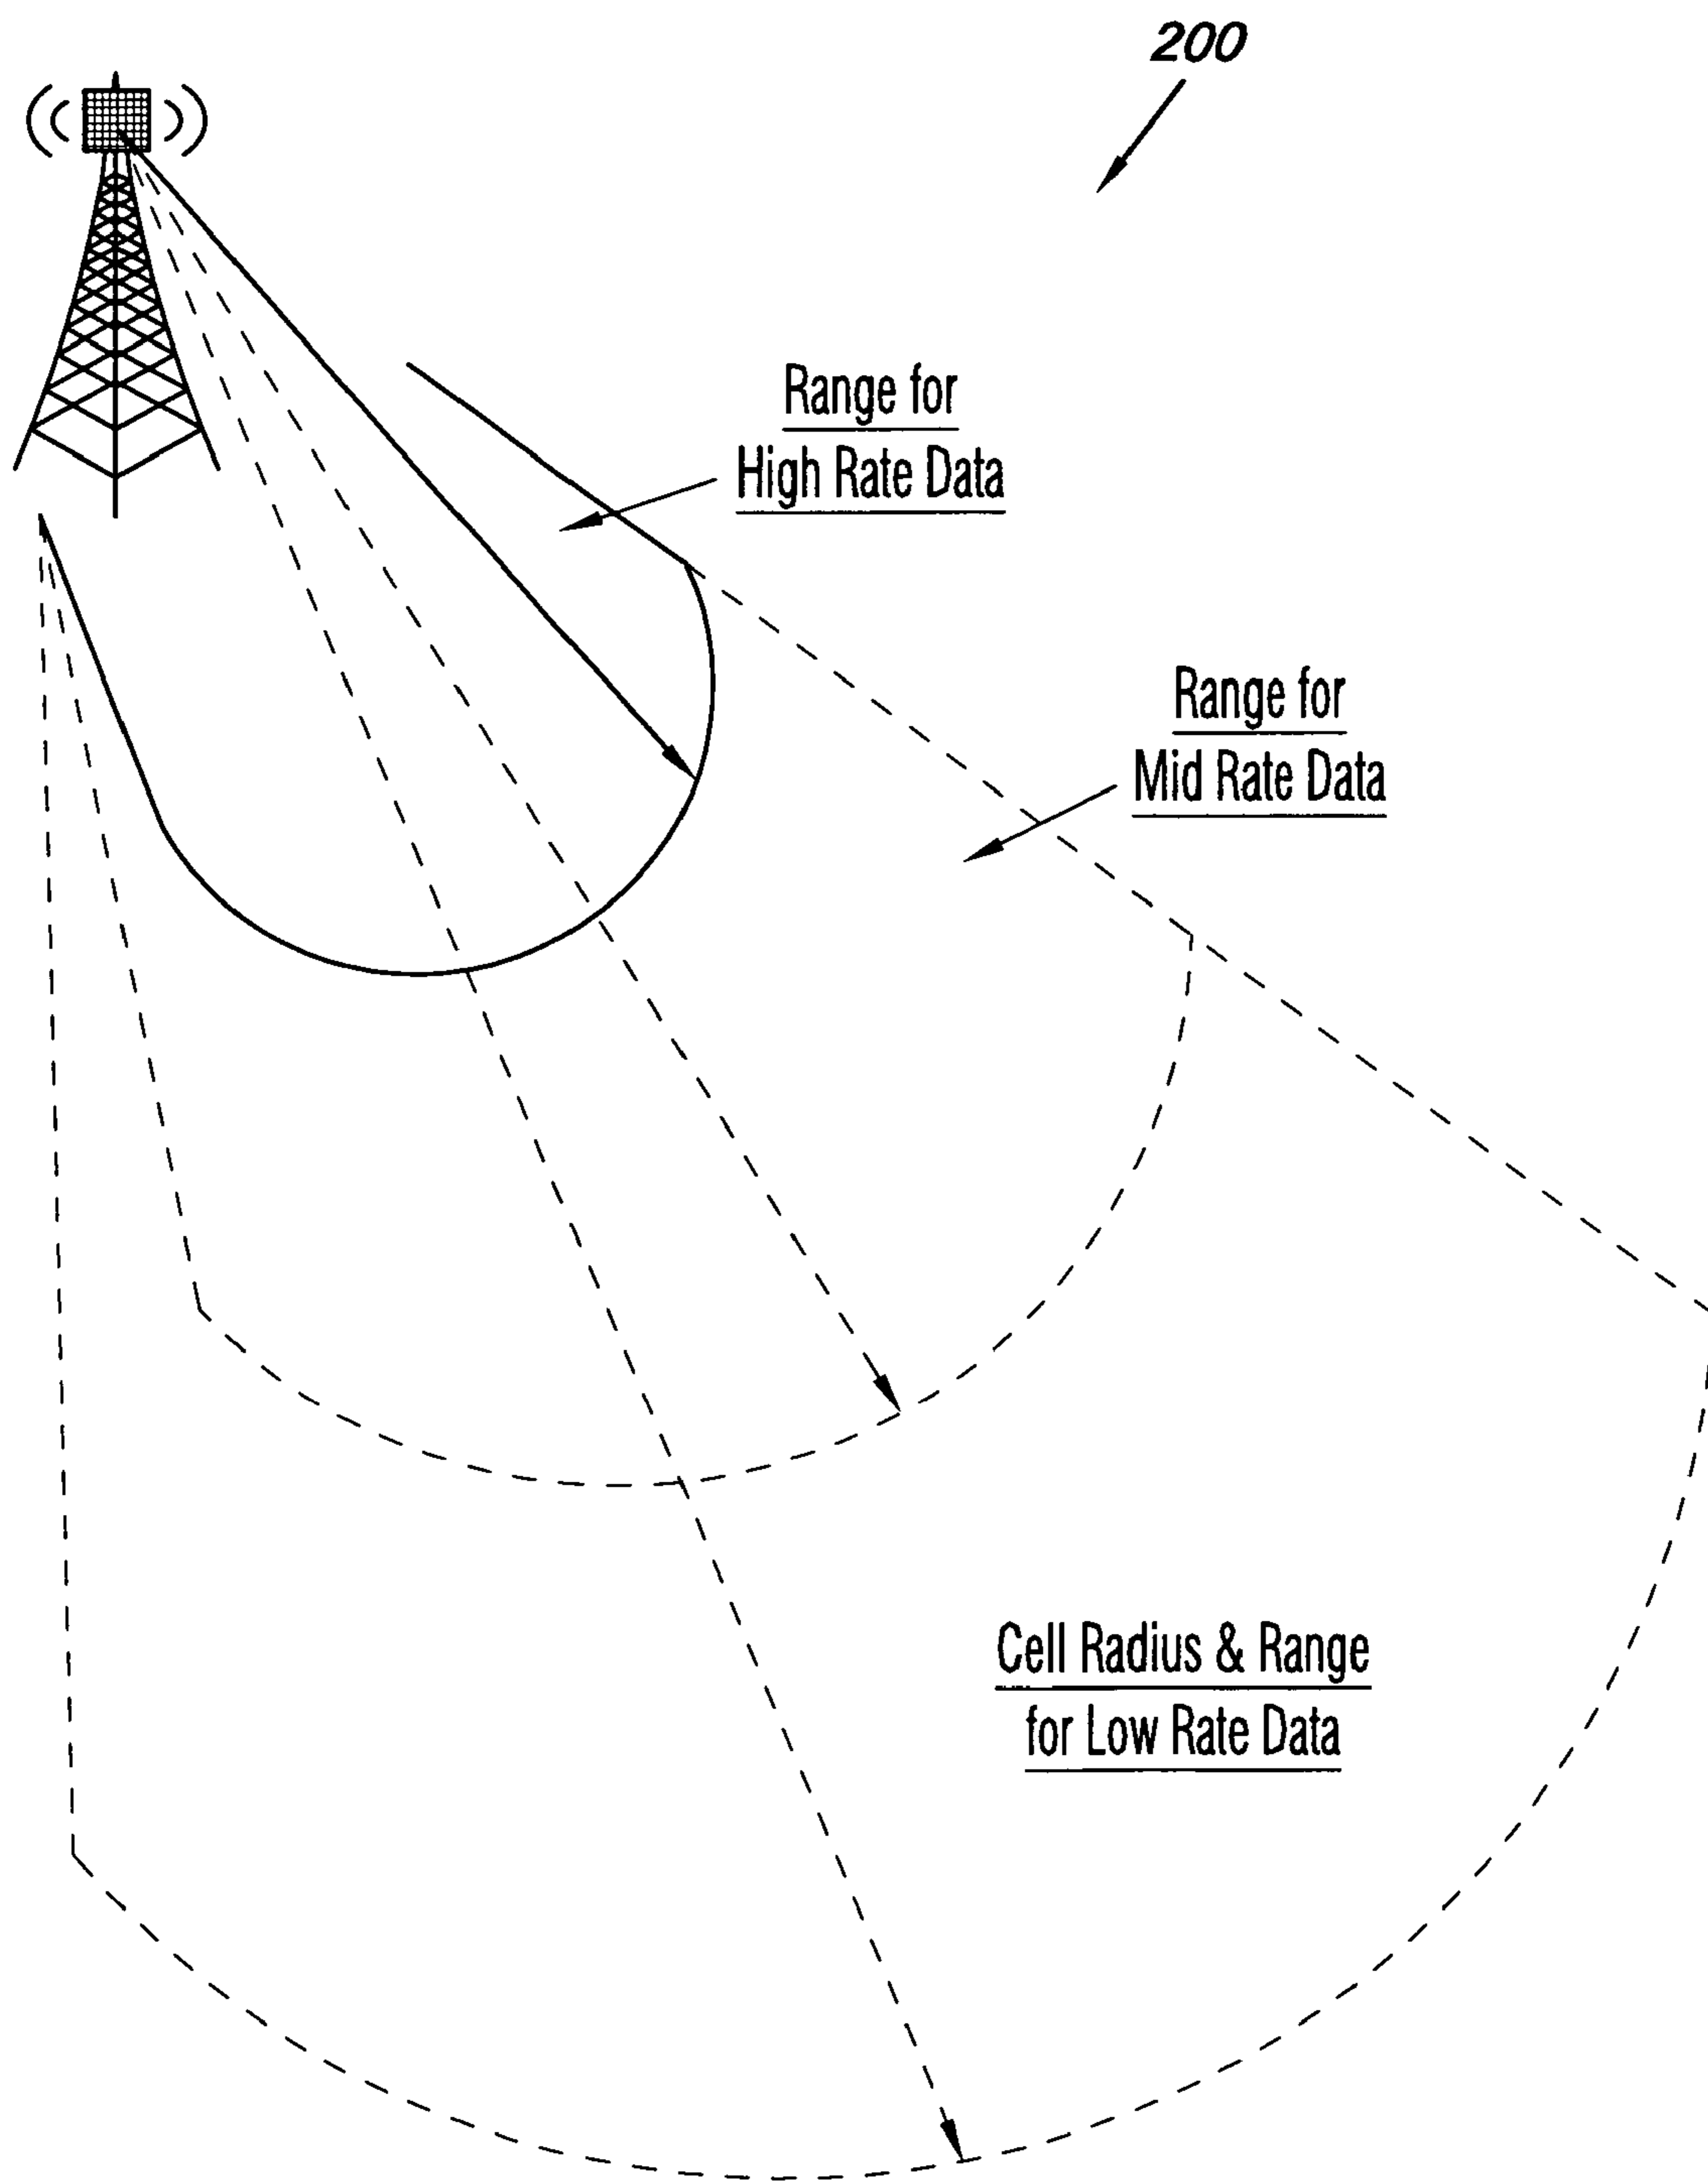 200
Range for
High Rate Data
Range for
Mid Rate Data
Cell Radius & Range
for Low Rate Data